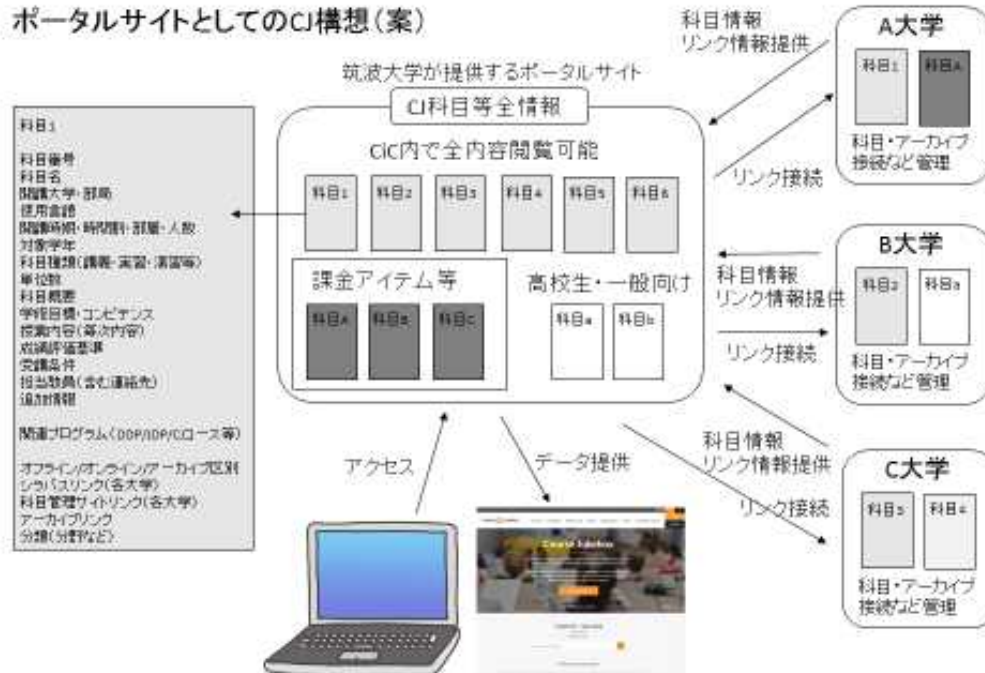 ポータルサイトとしてのCJ構想(案)
筑波大学が提供するポータルサイト
CJ科目等全情報
CiC内で全内容閲覧可能
科目1
科目2
科目3
科目4
科目5
科目6
課金アイテム等
科目A
科目B
科目C
高校生・一般向け
科目a
科目b
科目1
科目番号
科目名
開講大学・部局
使用言語
開講時期・時間割・部屋・人数
対象学年
科目種類(講義・実習・演習等)
単位数
科目概要
学修目標・コンピテンス
授業内容(毎次内容)
成績評価基準
受講条件
担当教員(含む連絡先)
追加情報
関連プログラム(DDP/JDP/CJコース等)
オフライン/オンライン/アーカイブ区別
シラバスリンク(各大学)
科目管理サイトリンク(各大学)
アーカイブリンク
分類(分野など)
アクセス
データ提供
科目情報
リンク情報提供
リンク接続
A大学
科目1
科目A
科目・アーカイブ
接続など管理
科目情報
リンク情報提供
リンク接続
B大学
科目2
科目a
科目・アーカイブ
接続など管理
科目情報
リンク情報提供
リンク接続
C大学
科目3
科目4
科目・アーカイブ
接続など管理